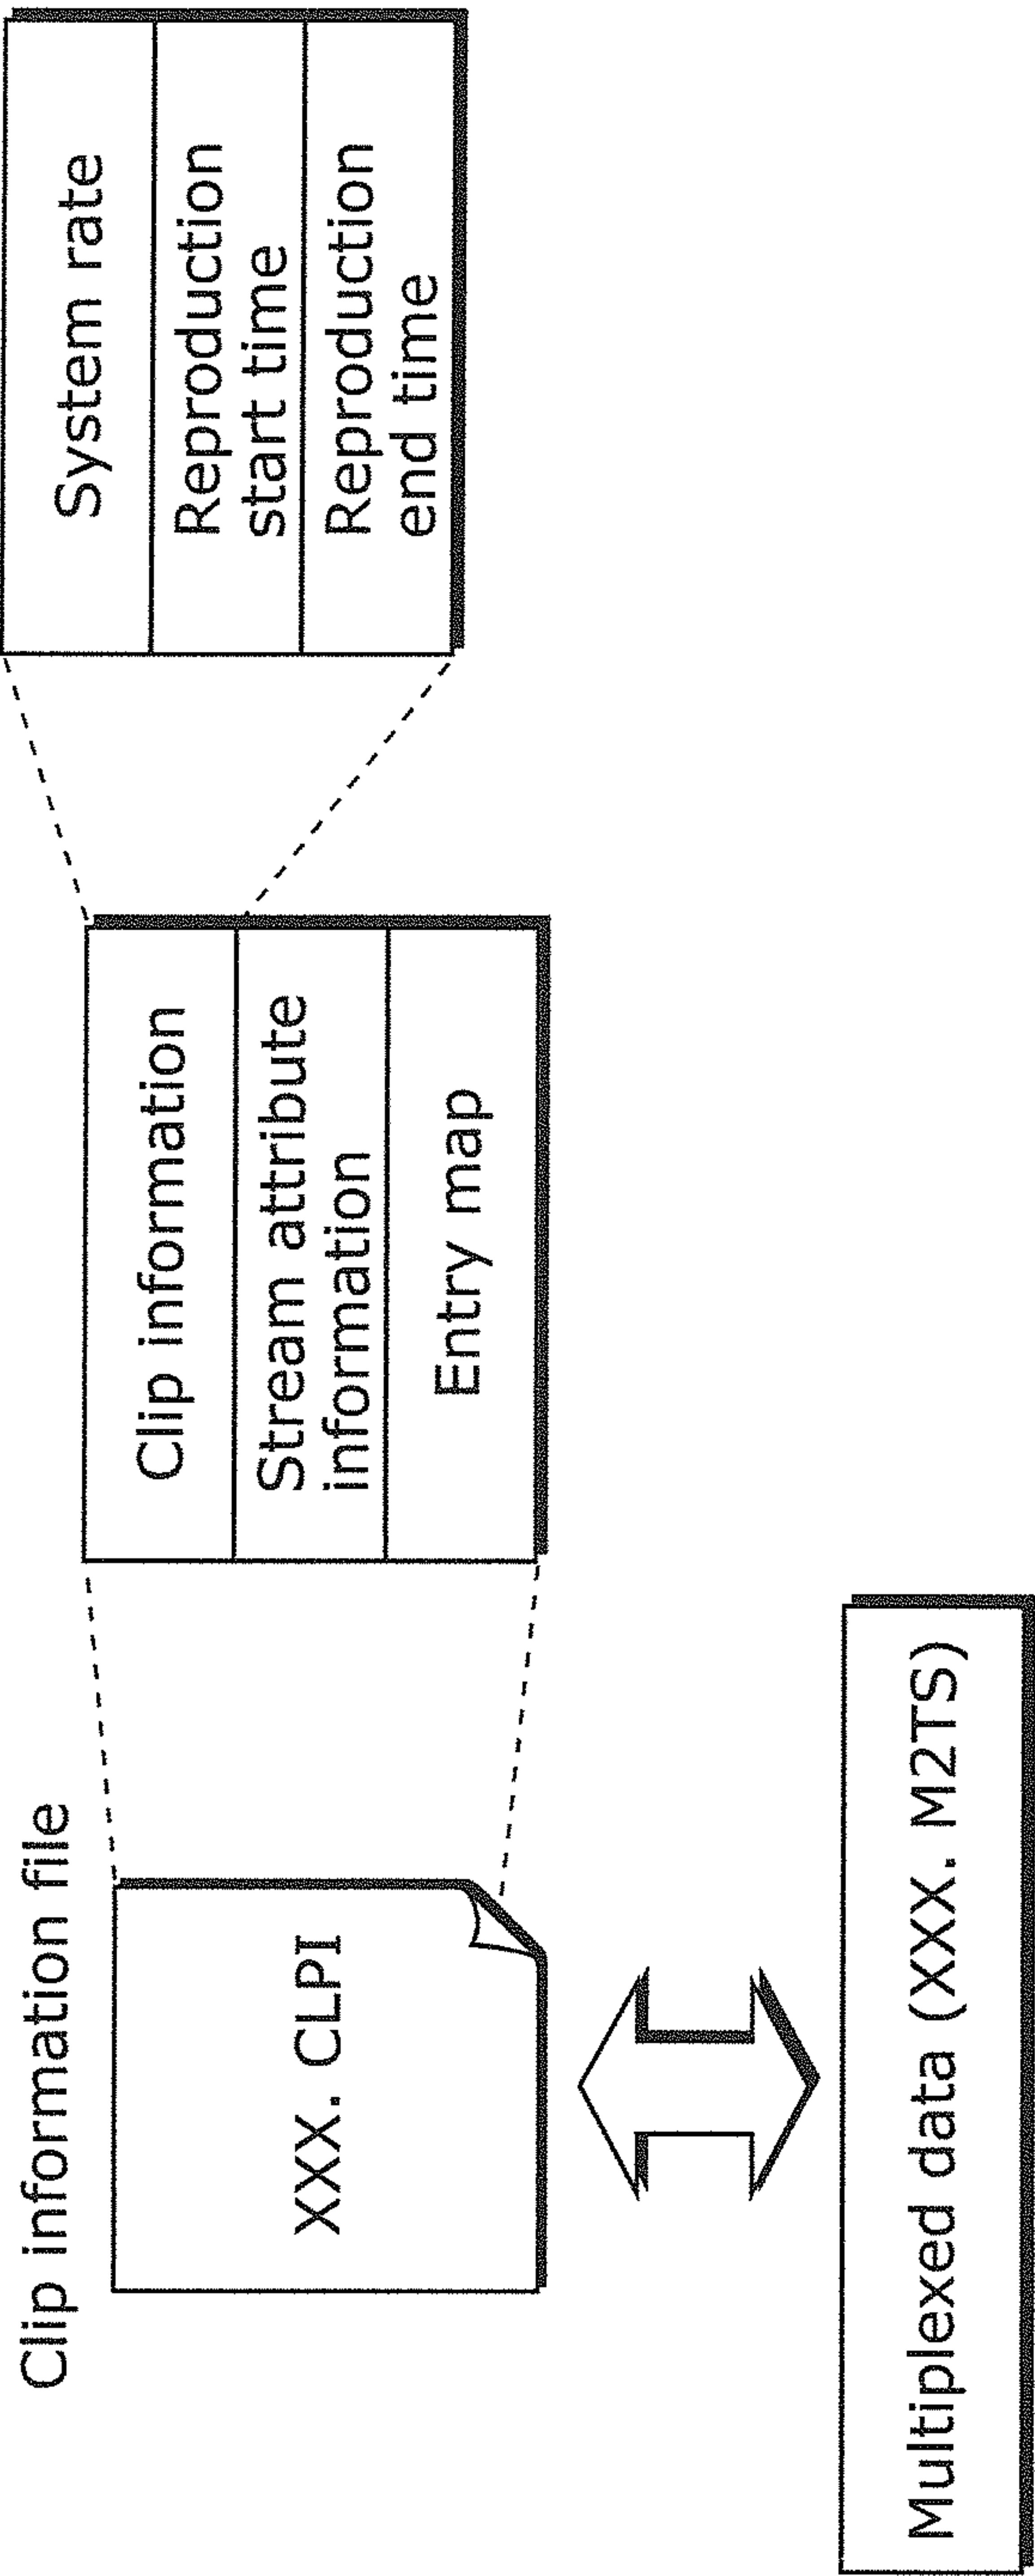 Clip information file
XXX. CLPI
Clip information
Stream attribute
information
Entry map
System rate
Reproduction
start time
Reproduction
end time
Multiplexed data (XXX. M2TS)